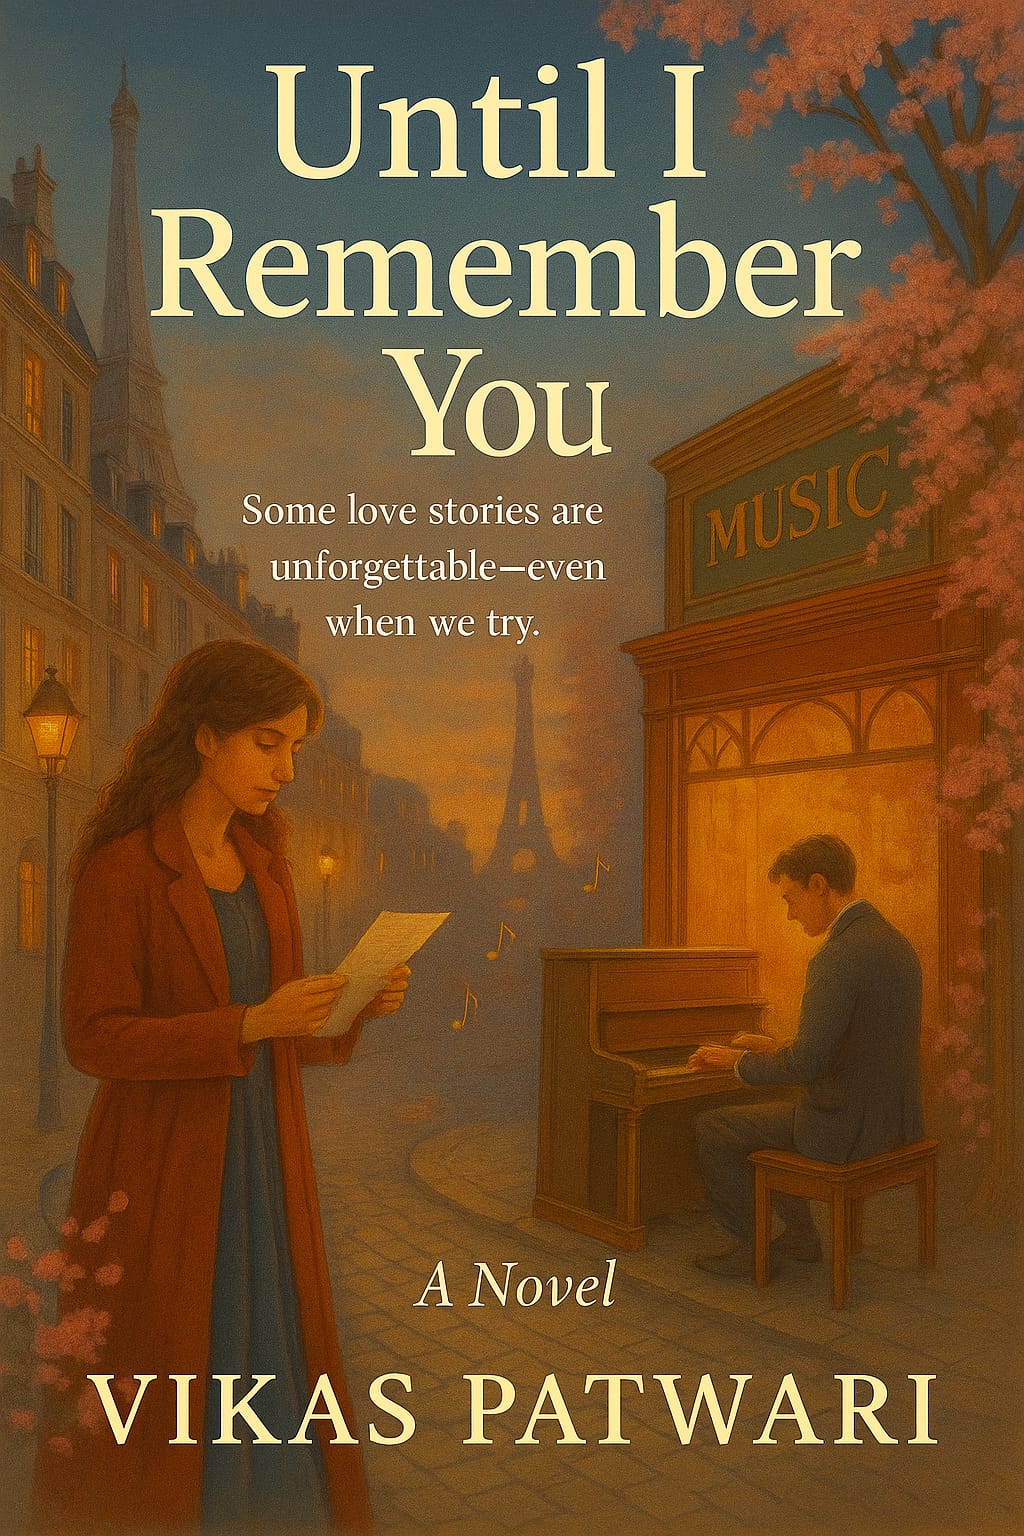 Until I
Remember
You
Some love stories are
unforgettable—even
when we try.
MUSIC
A Novel
VIKAS PATWARI